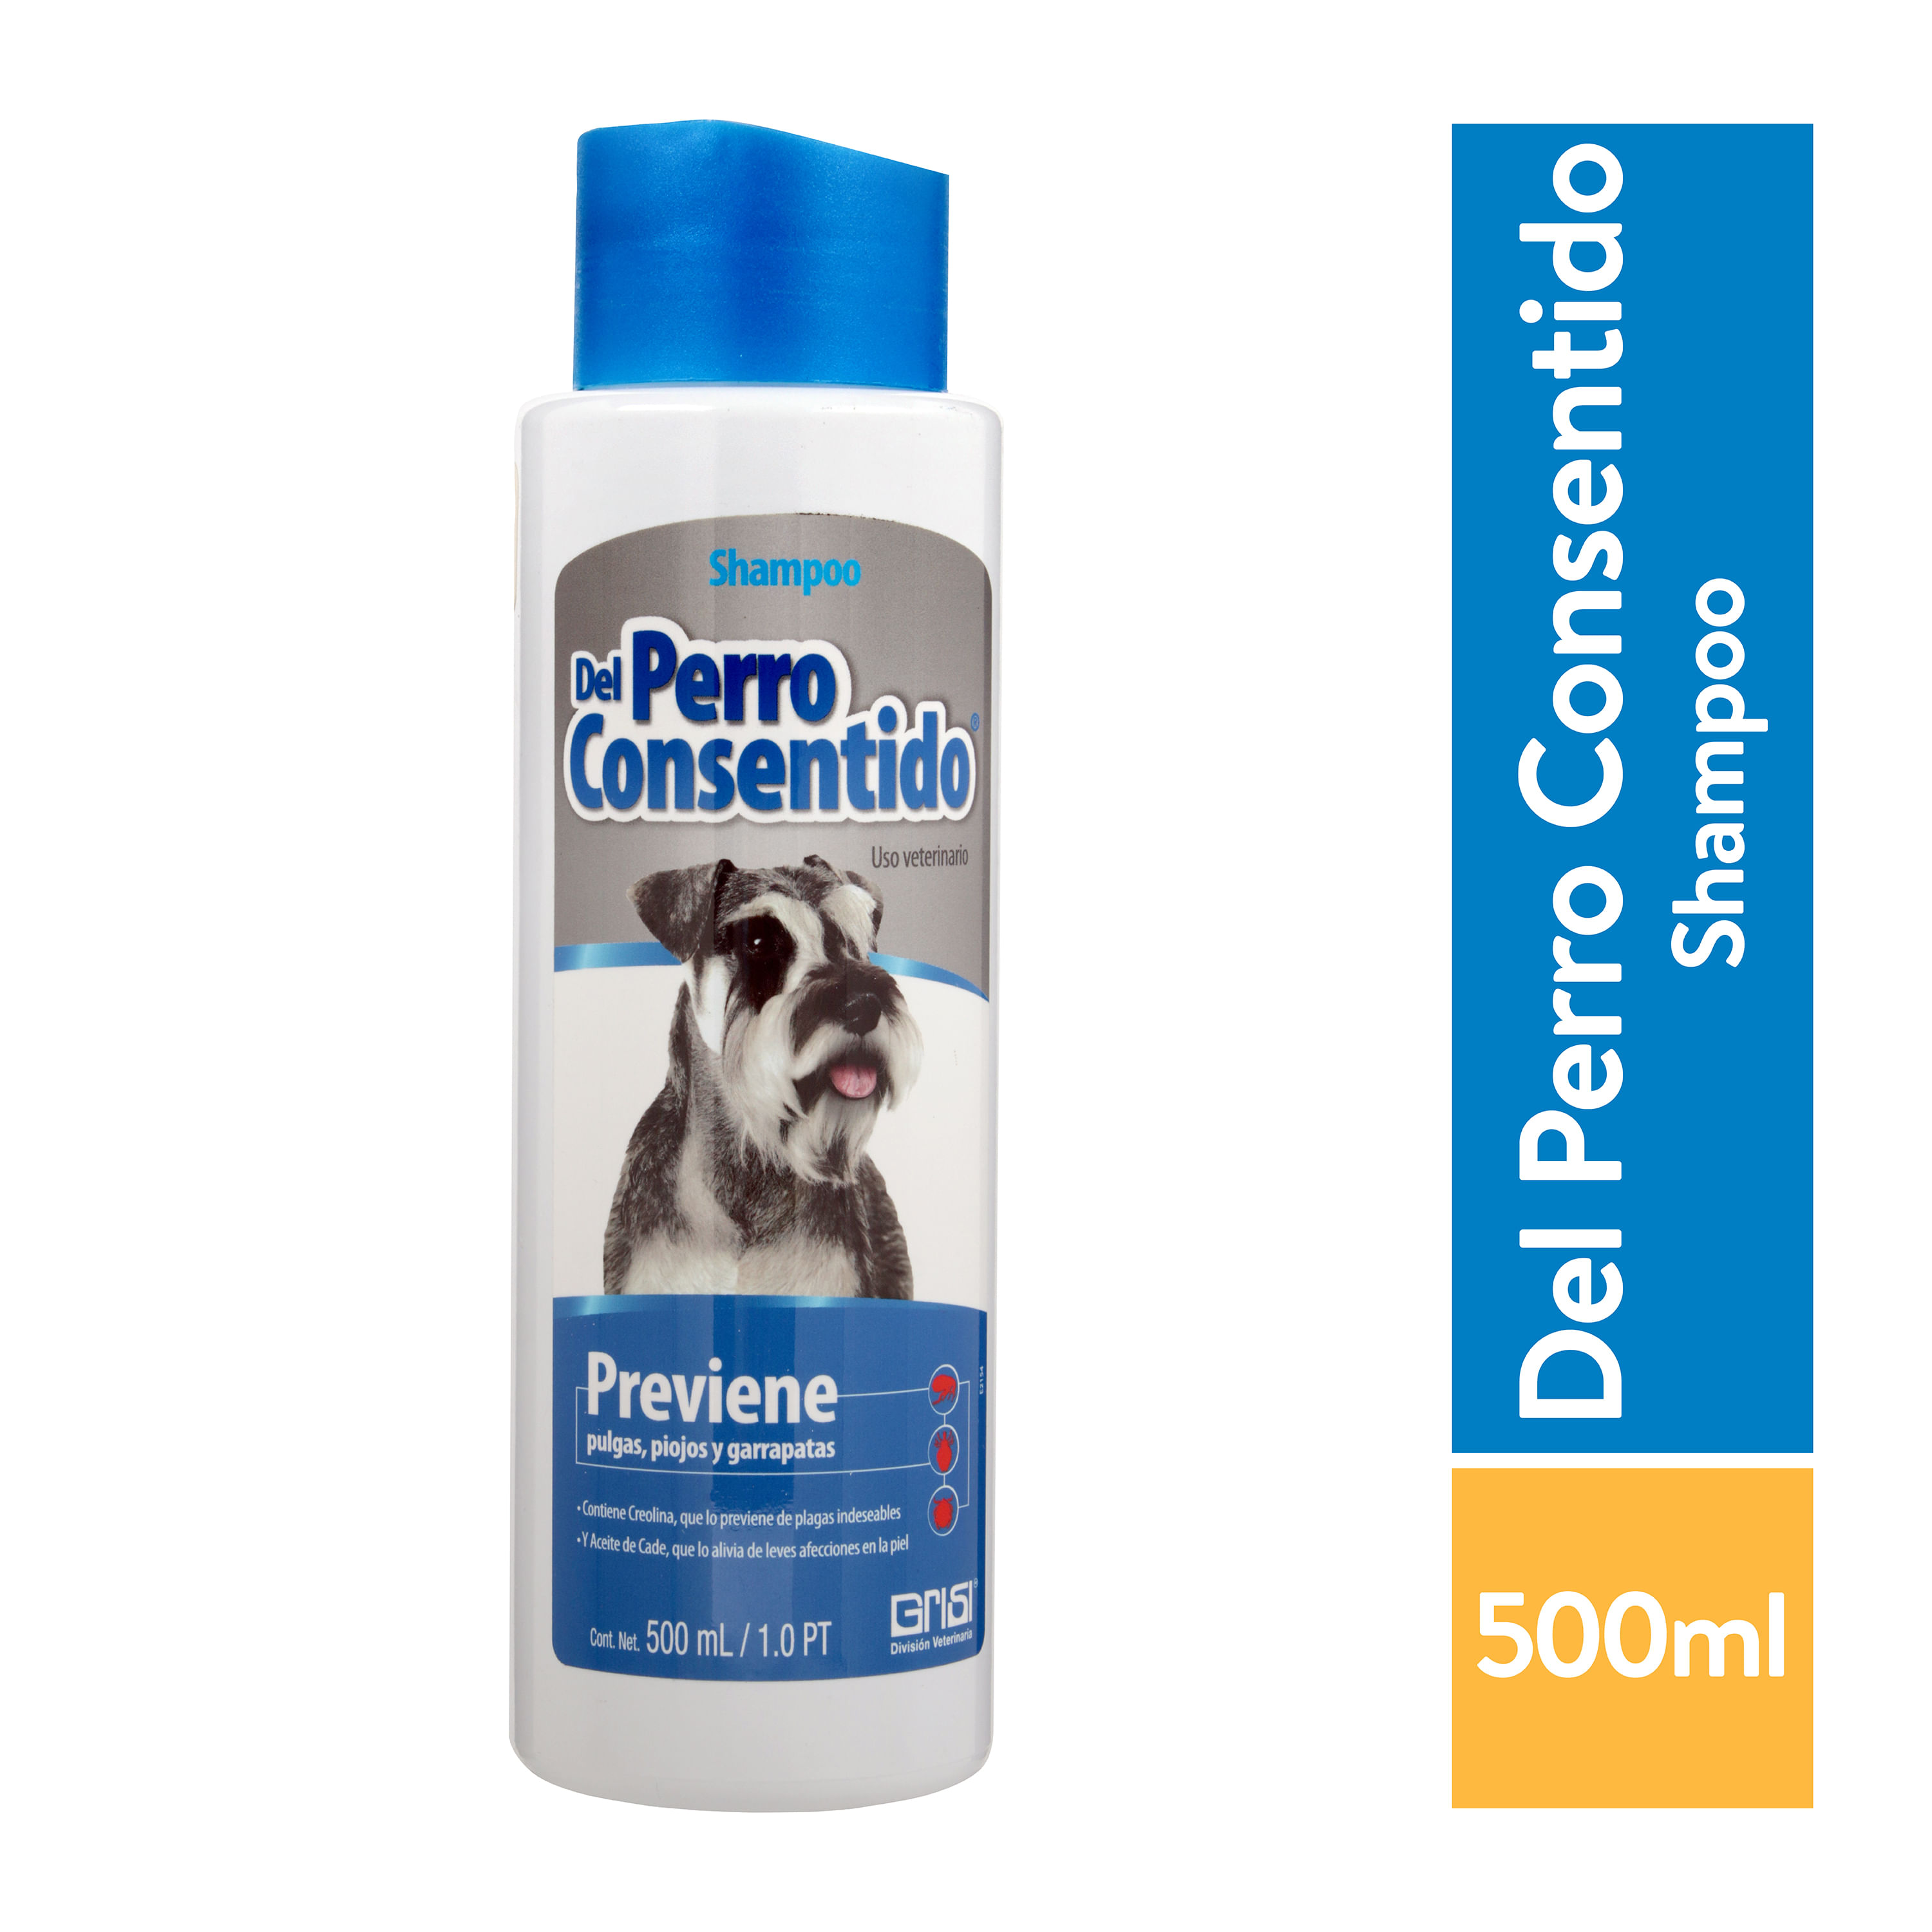 Shampoo
Del Perro
Consentido®
Uso veterinario
Previene
pulgas, piojos y garrapatas
• Contiene Creolina, que lo previene de plagas indeseables
• Y Aceite de Cade, que lo alivia de leves afecciones en la piel
Cont. Net. 500 mL / 1.0 PT
GRISI
División Veterinaria
Del Perro Consentido
Shampoo
500ml